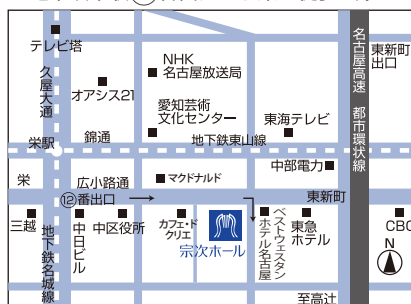 テレビ塔
久屋大通
オアシス21
NHK
名古屋放送局
愛知芸術
文化センター
名古屋高速 都市環状線
東新町
出口
東海テレビ
栄駅
錦通
地下鉄東山線
中部電力
栄
広小路通
マクドナルド
東新町
⑫番出口
三越
地下鉄名城線
中日
ビル
中区役所
カフェ・ド
クリエ
宗次ホール
ベストウェスタン
ホテル名古屋
東急
ホテル
CBC
N
至高辻